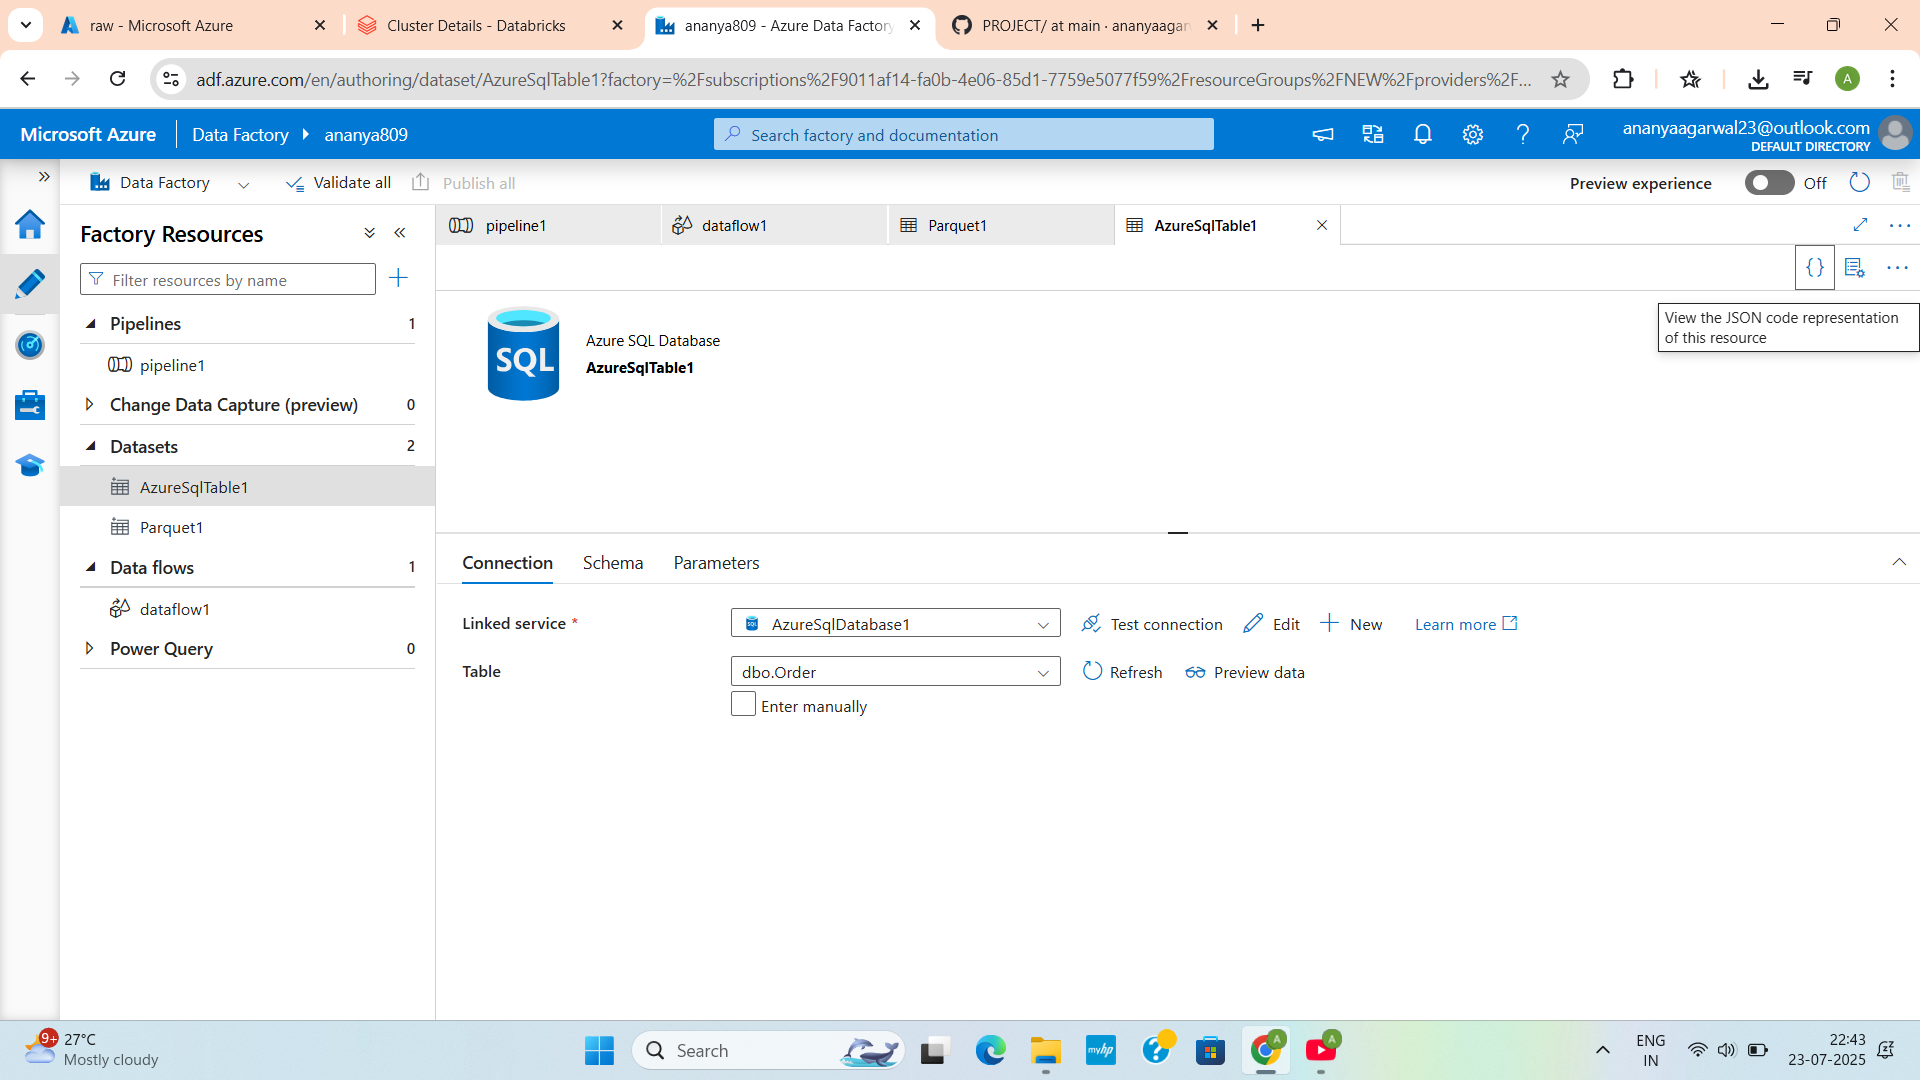 raw - Microsoft Azure
Cluster Details - Databricks
ananya809 - Azure Data Factory
PROJECT/ at main · ananyaagar
adf.azure.com/en/authoring/dataset/AzureSqlTable1?factory=%2Fsubscriptions%2F9011af14-fa0b-4e06-85d1-7759e5077f59%2FresourceGroups%2FNEW%2Fproviders%2F...
A
Microsoft Azure
Data Factory
ananya809
Search factory and documentation
ananyaagarwal23@outlook.com
DEFAULT DIRECTORY
Data Factory
Validate all
Publish all
Preview experience
Off
Factory Resources
Filter resources by name
Pipelines 1
pipeline1
Change Data Capture (preview) 0
Datasets 2
AzureSqlTable1
Parquet1
Data flows 1
dataflow1
Power Query 0
pipeline1
dataflow1
Parquet1
AzureSqlTable1
{}
View the JSON code representation
of this resource
SQL
Azure SQL Database
AzureSqlTable1
Connection
Schema
Parameters
Linked service *
SQL
AzureSqlDatabase1
Test connection
Edit
New
Learn more
Table
dbo.Order
Refresh
Preview data
Enter manually
9+
27°C
Mostly cloudy
Search
myhp
?
A
A
ENG
IN
22:43
23-07-2025